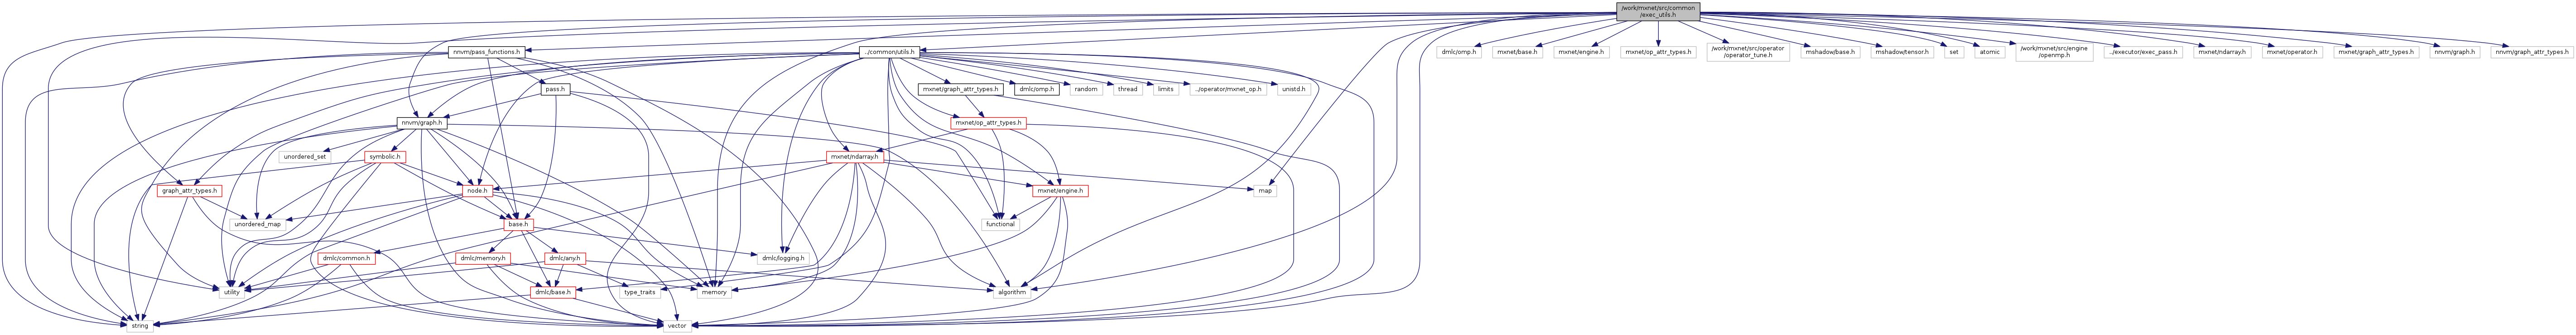 /work/mxnet/src/common
/exec_utils.h
nnvm/pass_functions.h
../common/utils.h
dmlc/omp.h
mxnet/base.h
mxnet/engine.h
mxnet/op_attr_types.h
/work/mxnet/src/operator
/operator_tune.h
mshadow/base.h
mshadow/tensor.h
set
atomic
/work/mxnet/src/engine
/openmp.h
../executor/exec_pass.h
mxnet/ndarray.h
mxnet/operator.h
mxnet/graph_attr_types.h
nnvm/graph.h
nnvm/graph_attr_types.h
pass.h
mxnet/graph_attr_types.h
dmlc/omp.h
random
thread
limits
../operator/mxnet_op.h
unistd.h
nnvm/graph.h
mxnet/op_attr_types.h
unordered_set
symbolic.h
mxnet/ndarray.h
graph_attr_types.h
node.h
mxnet/engine.h
map
unordered_map
base.h
functional
dmlc/common.h
dmlc/memory.h
dmlc/any.h
dmlc/logging.h
utility
dmlc/base.h
type_traits
memory
algorithm
string
vector